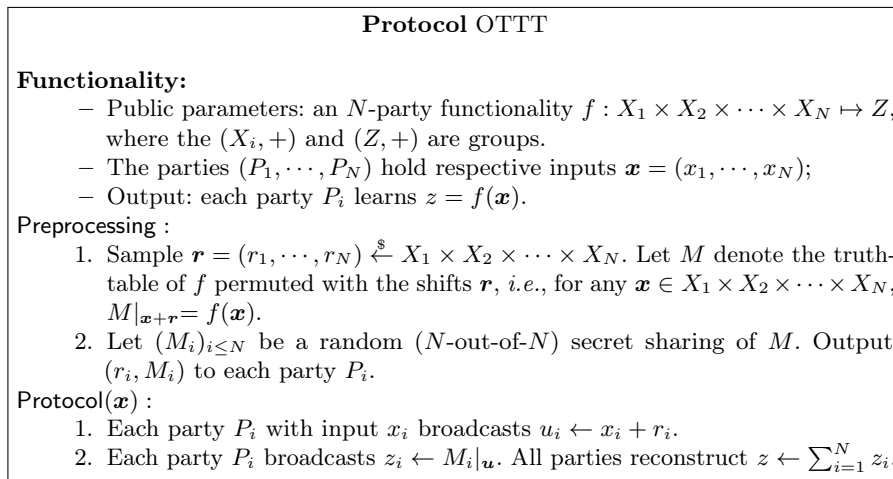 Protocol OTTT
Functionality:
– Public parameters: an N-party functionality f : X₁ × X₂ × ··· × X_N ↦ Z,
where the (X_i, +) and (Z, +) are groups.
– The parties (P₁, ··· , P_N) hold respective inputs x = (x₁, ··· , x_N);
– Output: each party P_i learns z = f(x).
Preprocessing :
1. Sample r = (r₁, ··· , r_N) $← X₁ × X₂ × ··· × X_N. Let M denote the truth-
table of f permuted with the shifts r, i.e., for any x ∈ X₁ × X₂ × ··· × X_N,
M|_{x+r}= f(x).
2. Let (M_i)_{i≤N} be a random (N-out-of-N) secret sharing of M. Output
(r_i, M_i) to each party P_i.
Protocol(x) :
1. Each party P_i with input x_i broadcasts u_i ← x_i + r_i.
2. Each party P_i broadcasts z_i ← M_i|_u. All parties reconstruct z ← ∑_{i=1}^N z_i.